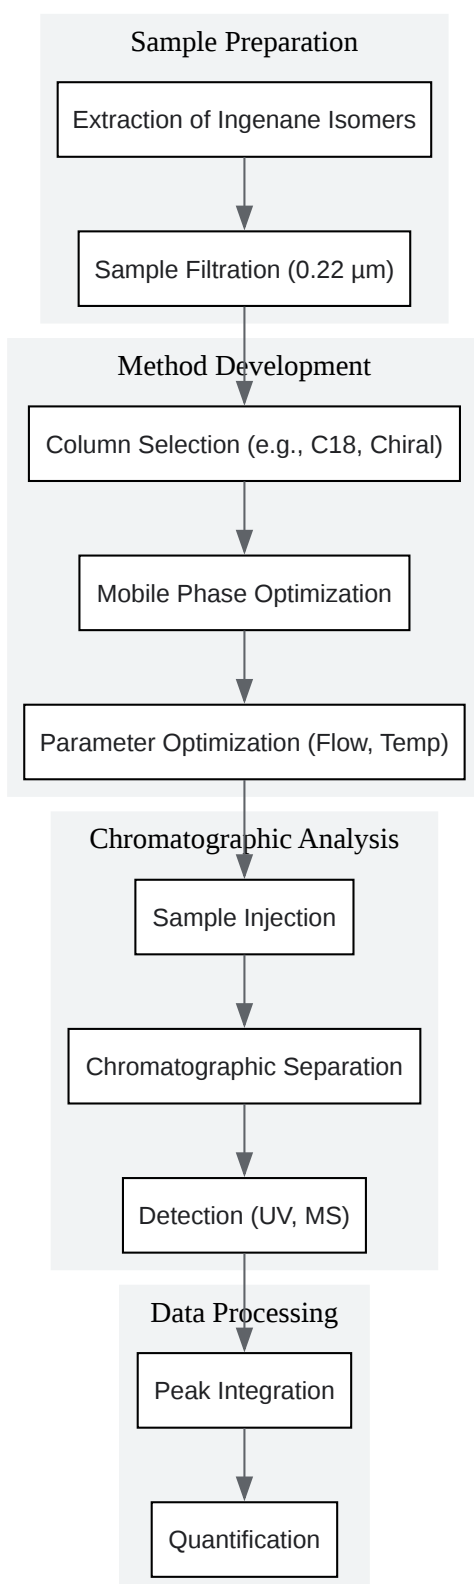 Sample Preparation
Extraction of Ingenane Isomers
Sample Filtration (0.22 µm)
Method Development
Column Selection (e.g., C18, Chiral)
Mobile Phase Optimization
Parameter Optimization (Flow, Temp)
Chromatographic Analysis
Sample Injection
Chromatographic Separation
Detection (UV, MS)
Data Processing
Peak Integration
Quantification